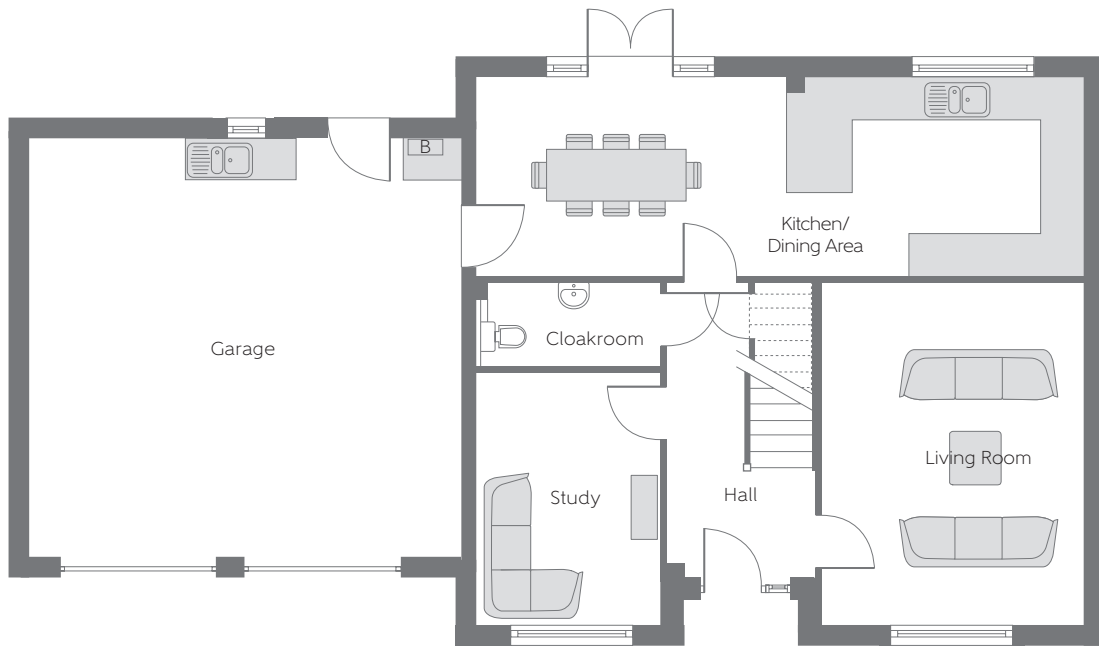 B
Kitchen/
Dining Area
Garage
Cloakroom
Living Room
Study
Hall